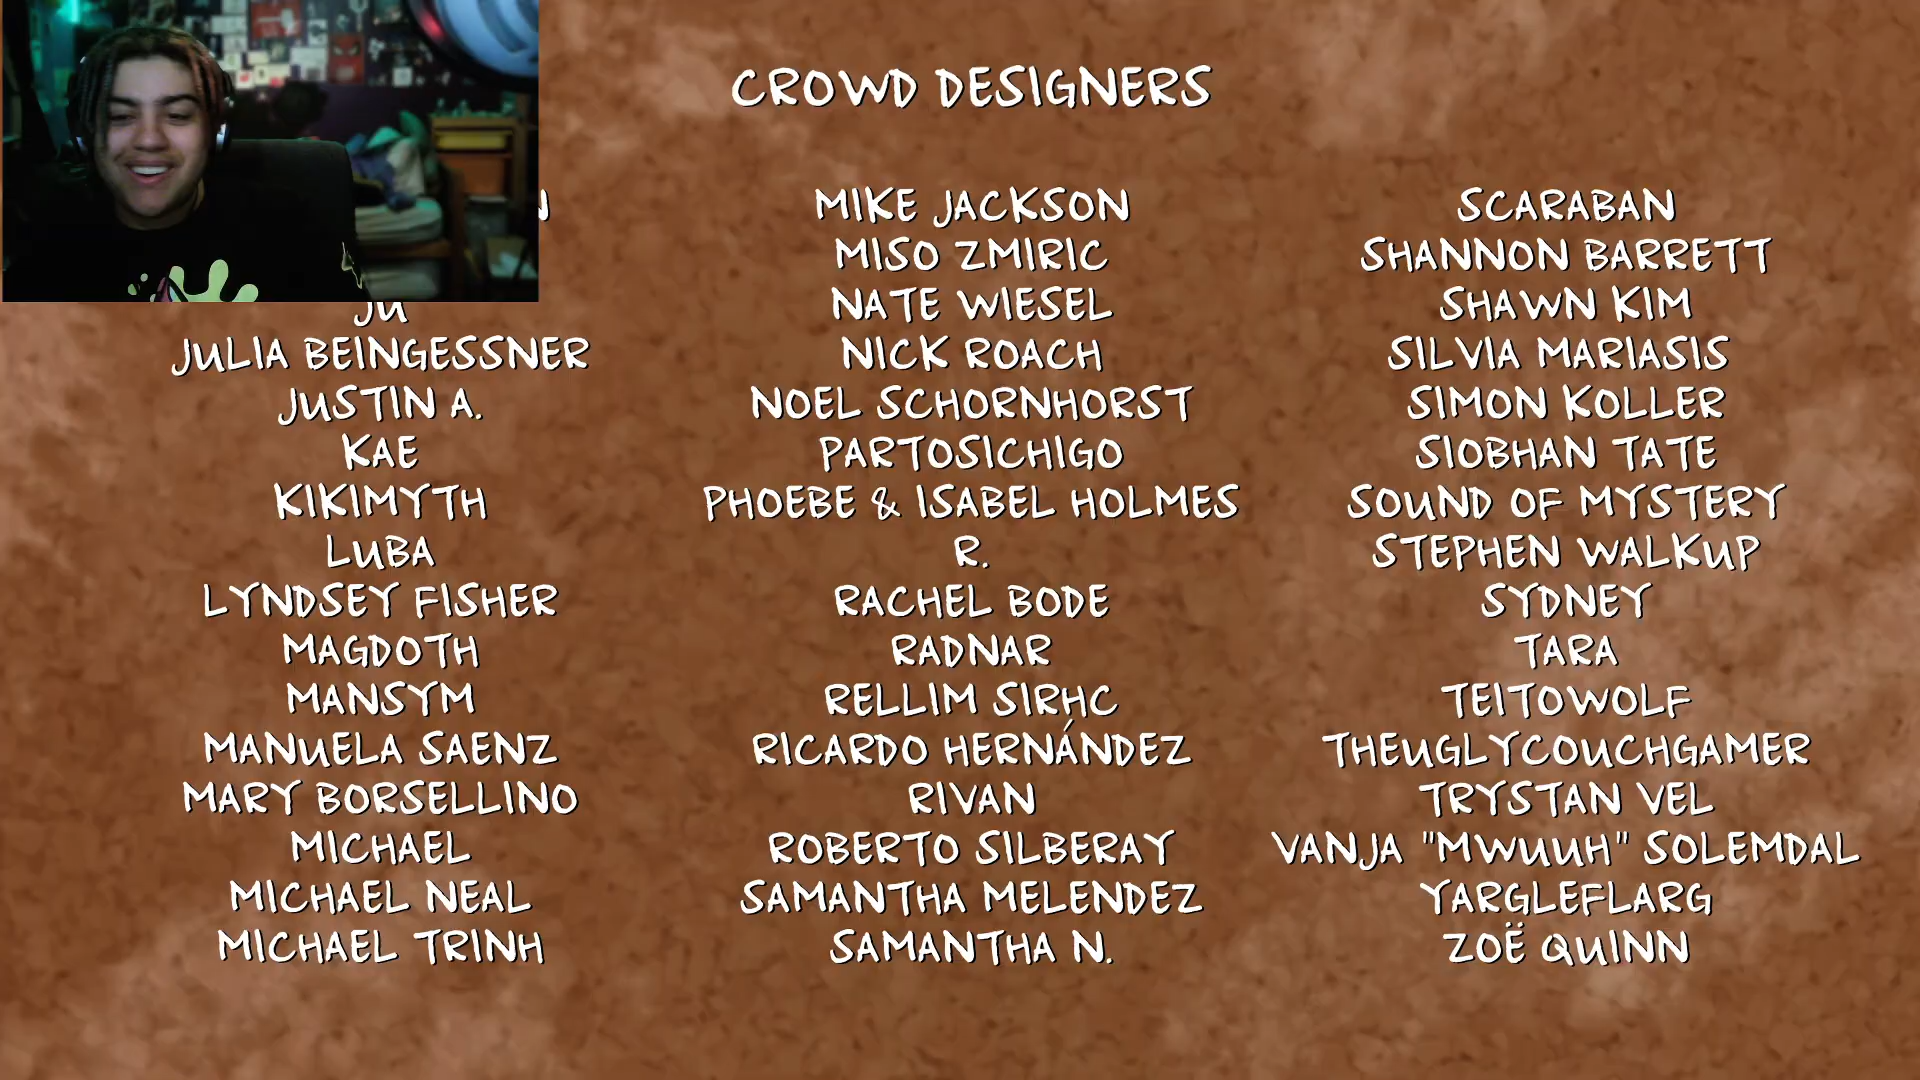 CROWD DESIGNERS
JU
JULIA BEINGESSNER
JUSTIN A.
KAE
KIKIMYTH
LUBA
LYNDSEY FISHER
MAGDOTH
MANSYM
MANUELA SAENZ
MARY BORSELLINO
MICHAEL
MICHAEL NEAL
MICHAEL TRINH
MIKE JACKSON
MISO ZMIRIC
NATE WIESEL
NICK ROACH
NOEL SCHORNHORST
PARTOSICHIGO
PHOEBE & ISABEL HOLMES
R.
RACHEL BODE
RADNAR
RELLIM SIRHC
RICARDO HERNÁNDEZ
RIVAN
ROBERTO SILBERAY
SAMANTHA MELENDEZ
SAMANTHA N.
SCARABAN
SHANNON BARRETT
SHAWN KIM
SILVIA MARIASIS
SIMON KOLLER
SIOBHAN TATE
SOUND OF MYSTERY
STEPHEN WALKUP
SYDNEY
TARA
TEITOWOLF
THEUGLYCOUCHGAMER
TRYSTAN VEL
VANJA "MWUUH" SOLEMDAL
YARGLEFLARG
ZOË QUINN